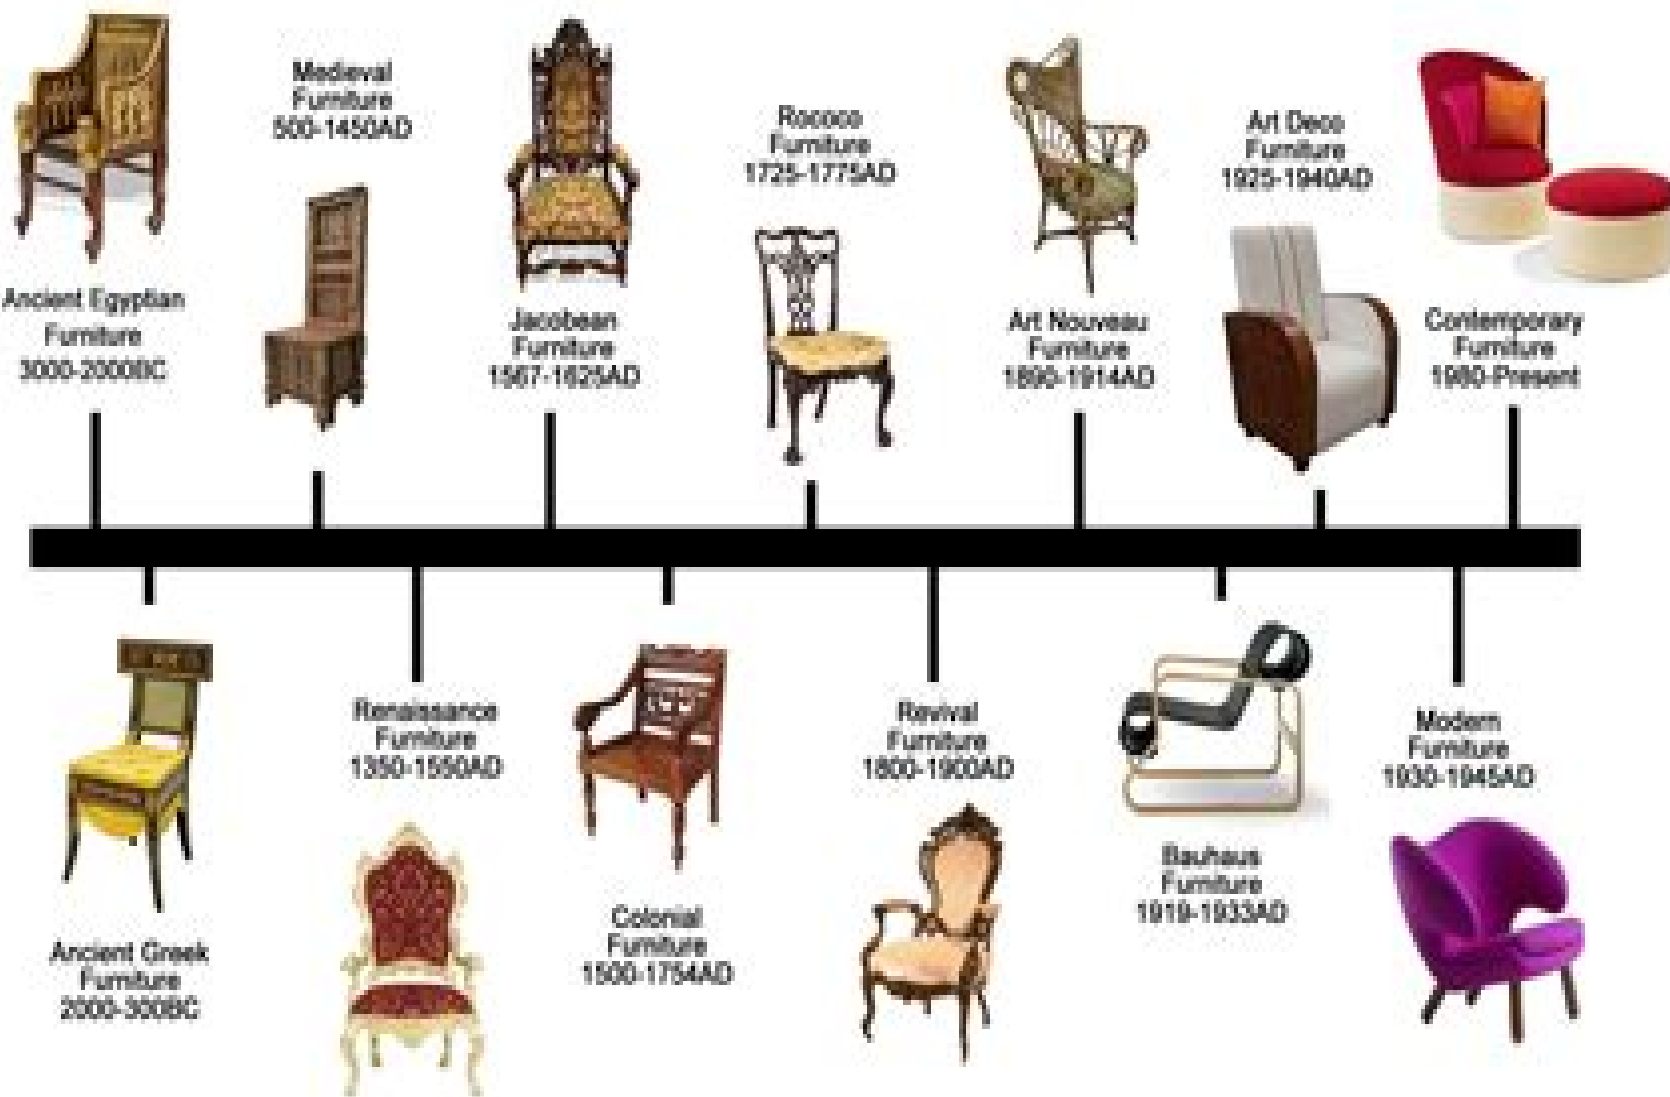 Ancient Egyptian
Furniture
3000-2000BC
Medieval
Furniture
500-1450AD
Jacobean
Furniture
1567-1625AD
Rococo
Furniture
1725-1775AD
Art Nouveau
Furniture
1890-1914AD
Art Deco
Furniture
1925-1940AD
Contemporary
Furniture
1980-Present
Ancient Greek
Furniture
2000-300BC
Renaissance
Furniture
1350-1550AD
Colonial
Furniture
1500-1754AD
Revival
Furniture
1800-1900AD
Bauhaus
Furniture
1919-1933AD
Modern
Furniture
1930-1945AD